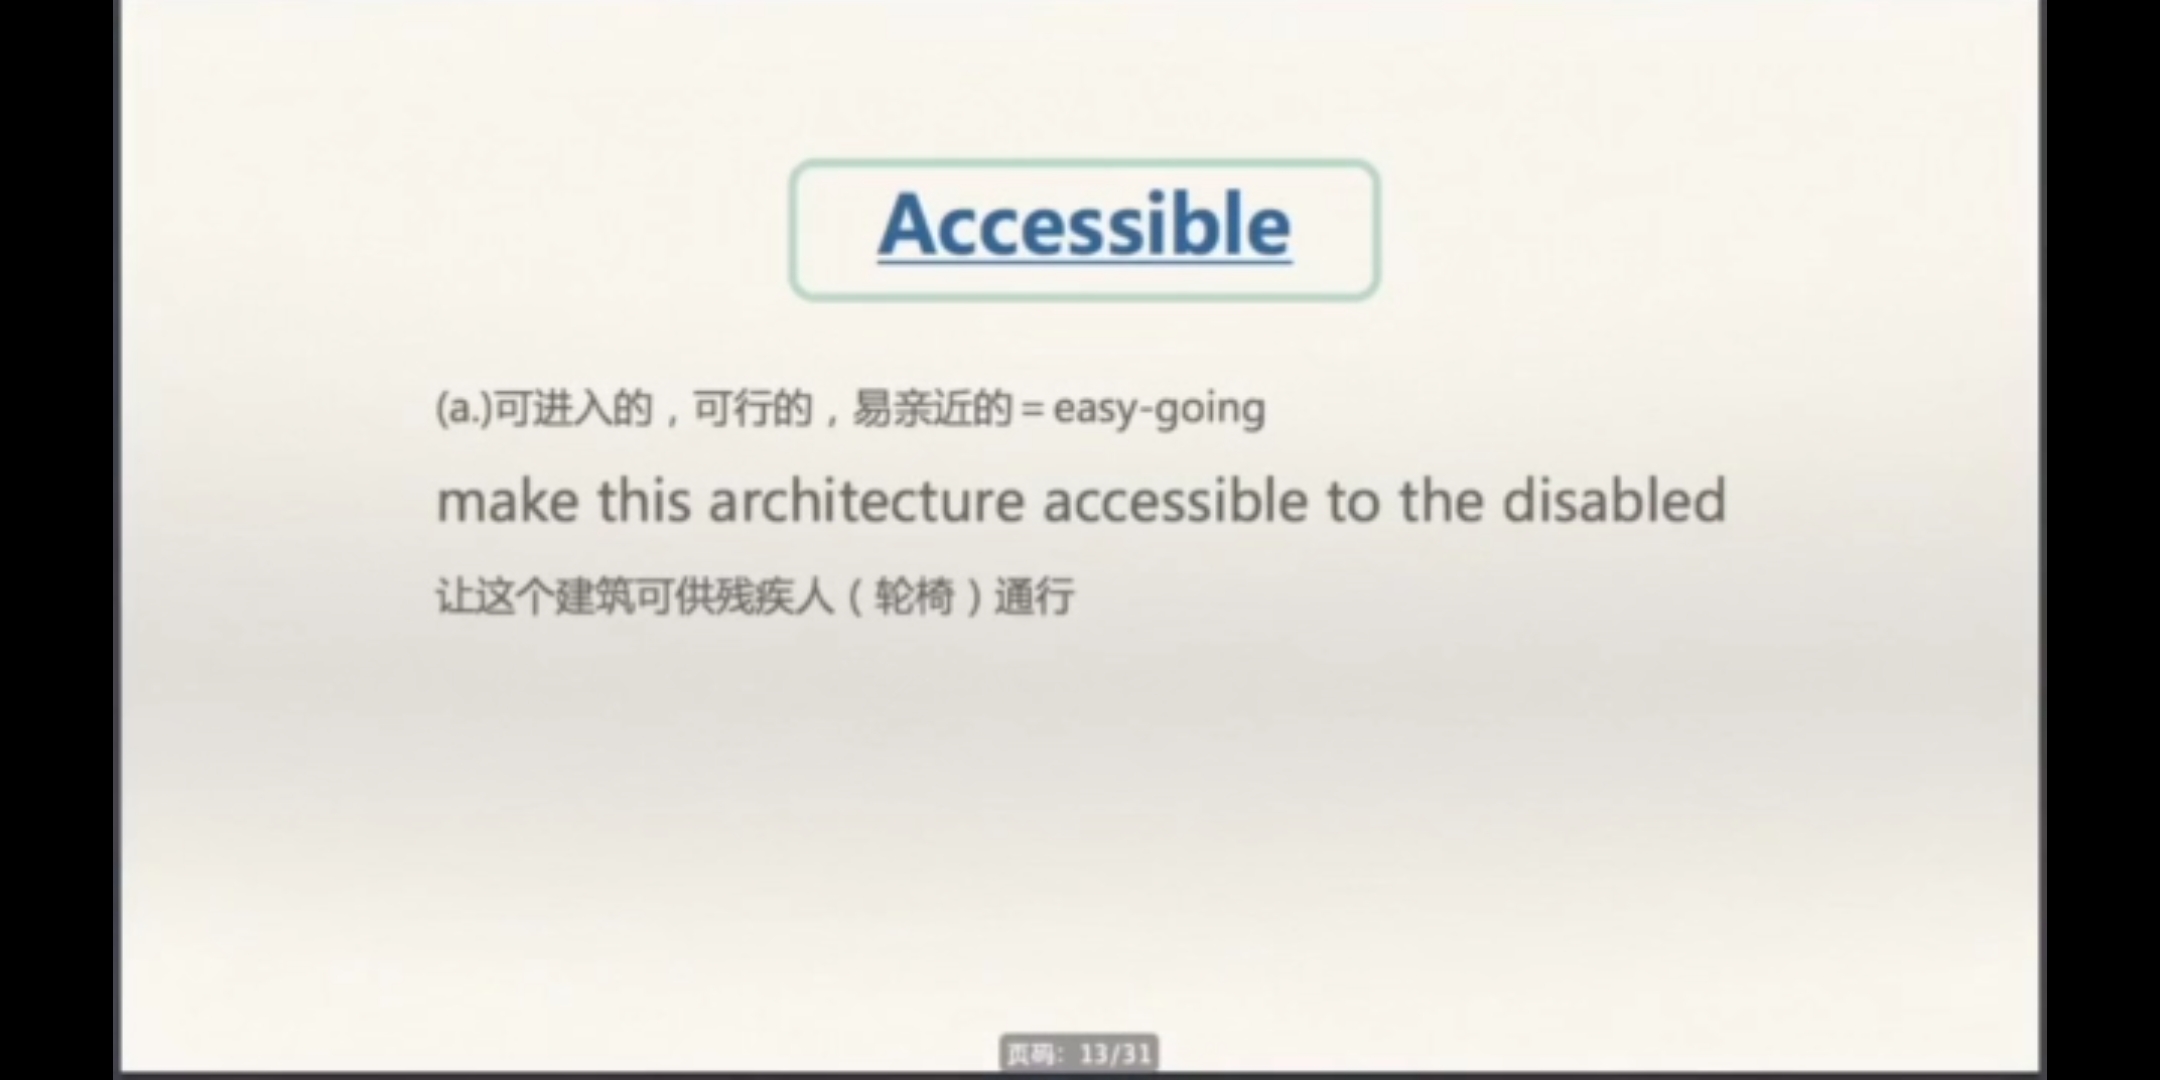 Accessible
(a.)可进入的，可行的，易亲近的＝easy-going
make this architecture accessible to the disabled
让这个建筑可供残疾人（轮椅）通行
页码：13/31